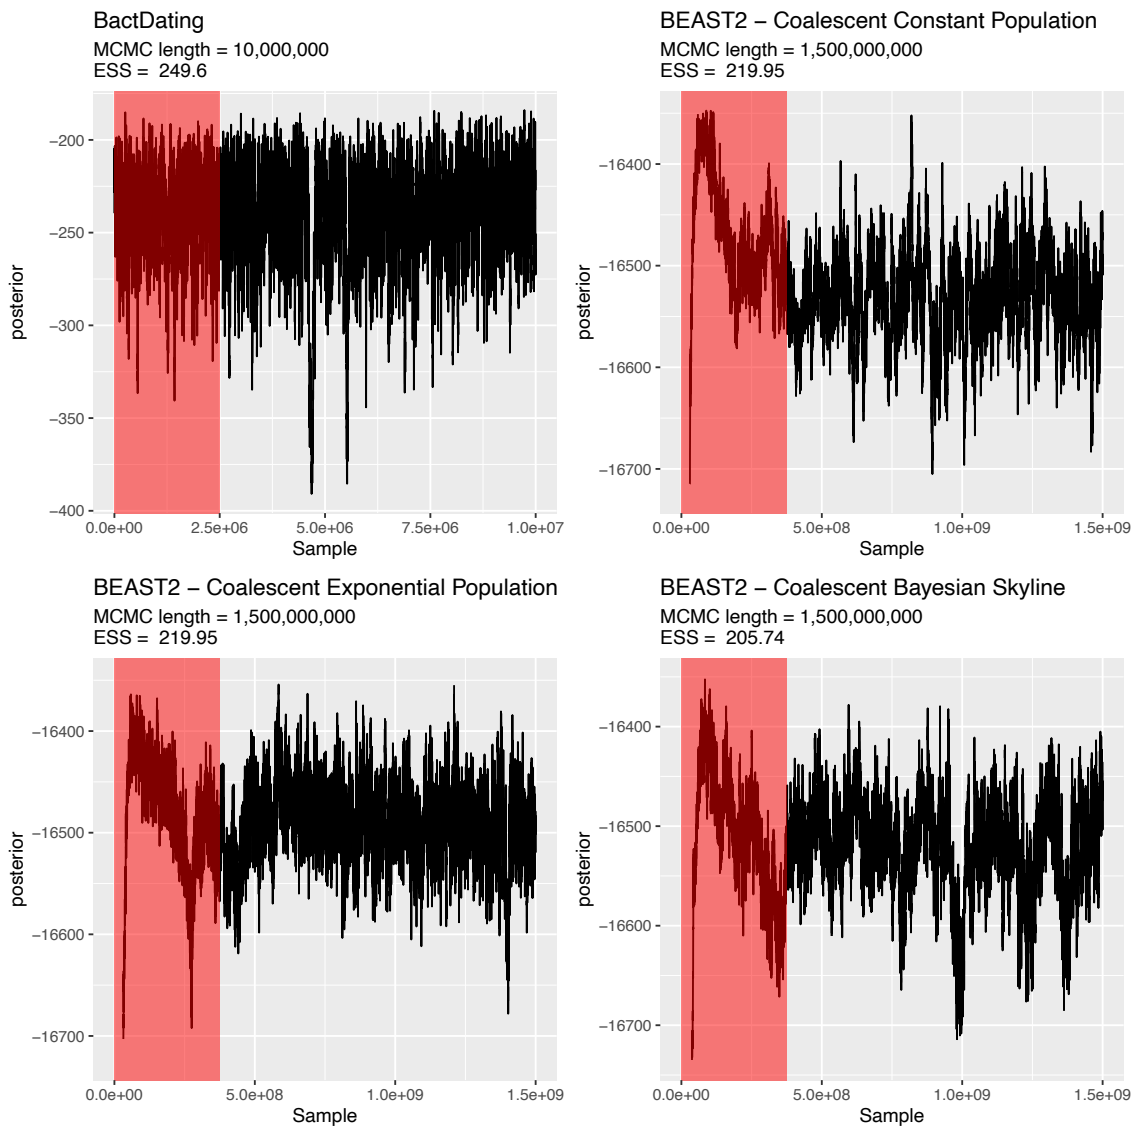 BactDating
MCMC length = 10,000,000
ESS =  249.6
−200
−250
−300
−350
−400
posterior
0.0e+00 2.5e+06 5.0e+06 7.5e+06 1.0e+07
Sample
BEAST2 − Coalescent Constant Population
MCMC length = 1,500,000,000
ESS =  219.95
−16400
−16500
−16600
−16700
posterior
0.0e+00 5.0e+08 1.0e+09 1.5e+09
Sample
BEAST2 − Coalescent Exponential Population
MCMC length = 1,500,000,000
ESS =  219.95
−16400
−16500
−16600
−16700
posterior
0.0e+00 5.0e+08 1.0e+09 1.5e+09
Sample
BEAST2 − Coalescent Bayesian Skyline
MCMC length = 1,500,000,000
ESS =  205.74
−16400
−16500
−16600
−16700
posterior
0.0e+00 5.0e+08 1.0e+09 1.5e+09
Sample